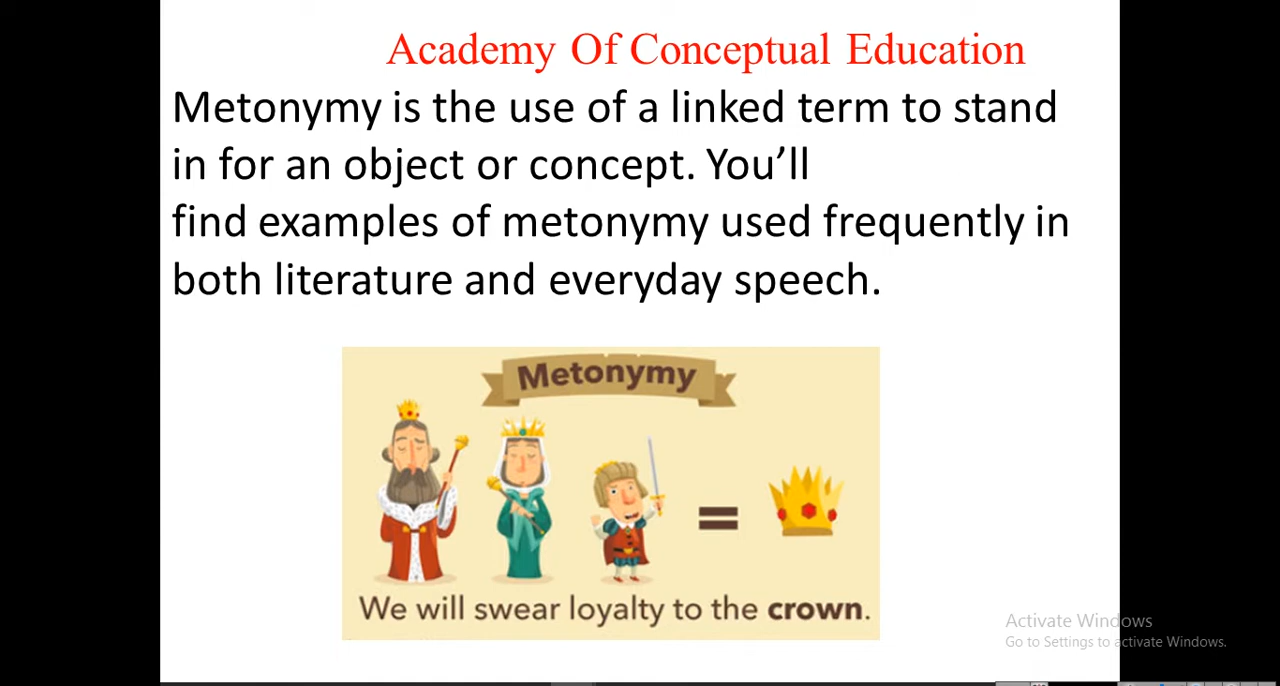 Academy Of Conceptual Education
Metonymy is the use of a linked term to stand
in for an object or concept. You’ll
find examples of metonymy used frequently in
both literature and everyday speech.
Metonymy
We will swear loyalty to the crown.
Activate Windows
Go to Settings to activate Windows.